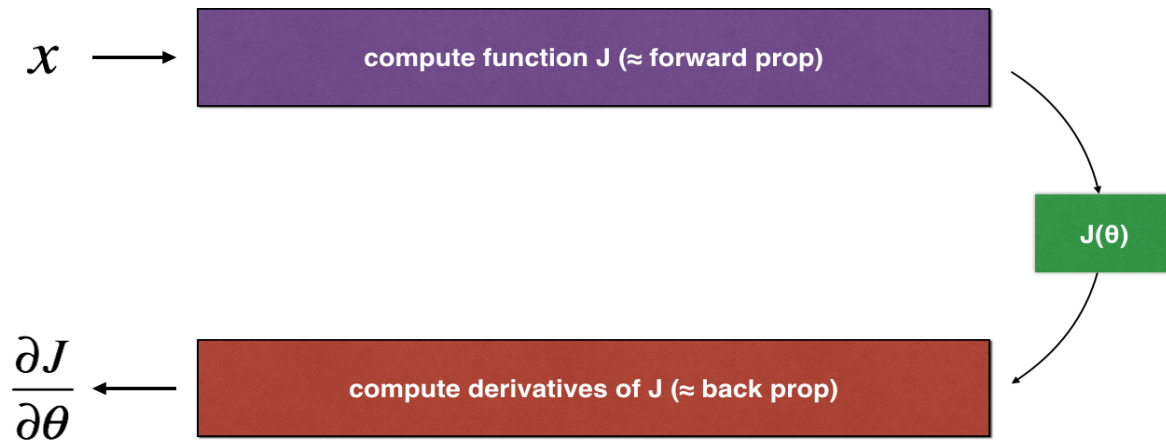 x
compute function J (≈ forward prop)
J(θ)
∂J
∂θ
compute derivatives of J (≈ back prop)